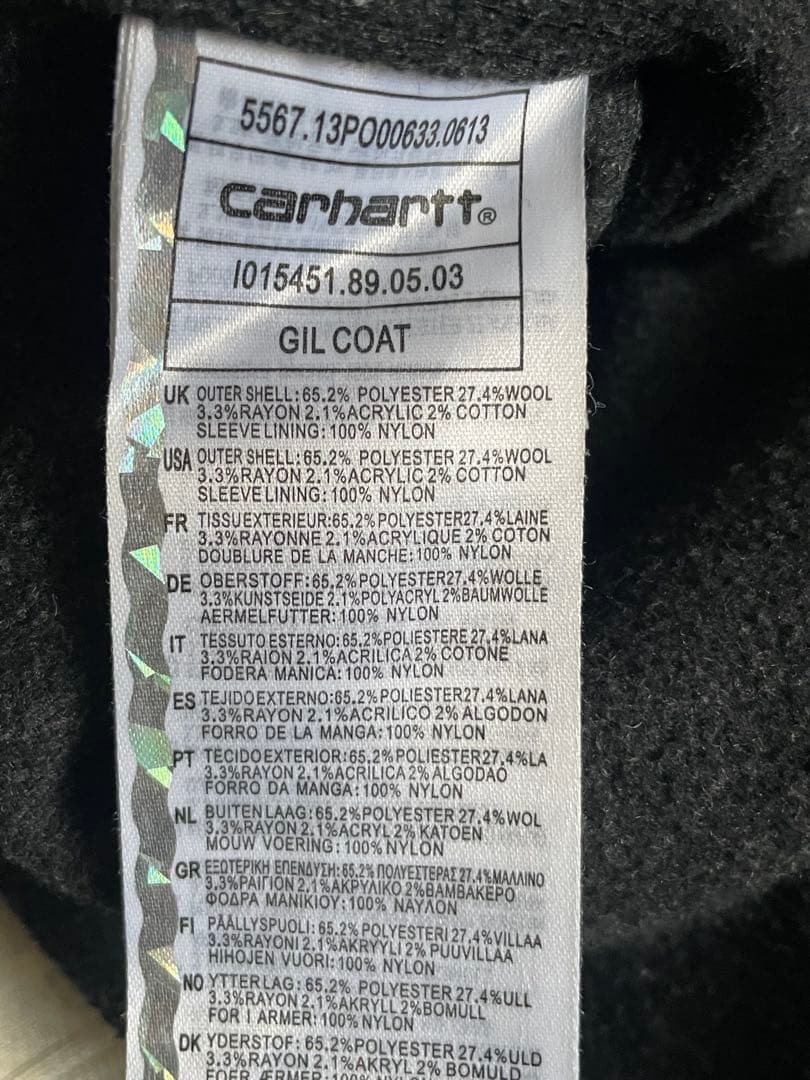 5567.13PO00633.0613
carhartt®
I015451.89.05.03
GIL COAT
UK OUTER SHELL:65.2% POLYESTER 27.4%WOOL
3.3%RAYON 2.1%ACRYLIC 2% COTTON
SLEEVE LINING: 100% NYLON
USA OUTER SHELL:65.2% POLYESTER 27.4%WOOL
3.3%RAYON 2.1%ACRYLIC 2% COTTON
SLEEVE LINING: 100% NYLON
FR TISSU EXTERIEUR:65.2%POLYESTER27.4%LAINE
3.3%RAYONNE 2.1%ACRYLIQUE 2% COTON
DOUBLURE DE LA MANCHE:100% NYLON
DE OBERSTOFF:65.2%POLYESTER27.4%WOLLE
3.3%KUNSTSEIDE 2.1%POLYACRYL 2%BAUMWOLLE
AERMELFUTTER:100% NYLON
IT TESSUTO ESTERNO:65.2%POLIESTERE 27.4%LANA
3.3%RAION 2.1%ACRILICA 2% COTONE
FODERA MANICA:100% NYLON
ES TEJIDO EXTERNO:65.2%POLIESTER27.4%LANA
3.3%RAYON 2.1%ACRILICO 2% ALGODON
FORRO DE LA MANGA:100% NYLON
PT TECIDO EXTERIOR:65.2%POLIESTER27.4%LA
3.3%RAYON 2.1%ACRILICA 2% ALGODAO
FORRO DA MANGA:100% NYLON
NL BUITENLAAG:65.2%POLYESTER 27.4%WOL
3.3%RAYON 2.1%ACRYL 2% KATOEN
MOUW VOERING:100% NYLON
GR ΕΞΩΤΕΡΙΚΗ ΕΠΕΝΔΥΣΗ:65.2% ΠΟΛΥΕΣΤΕΡΑΣ 27.4%ΜΑΛΛΙΝΟ
3.3%ΡΑΙΓΙΟΝ 2.1%ΑΚΡΥΛΙΚΟ 2%ΒΑΜΒΑΚΕΡΟ
ΦΟΔΡΑ ΜΑΝΙΚΙΟΥ:100% ΝΑΥΛΟΝ
FI PÄÄLLYSPUOLI:65.2% POLYESTERI 27.4%VILLAA
3.3%RAYONI 2.1%AKRYYLI 2% PUUVILLAA
HIHOJEN VUORI:100% NYLON
NO YTTERLAG:65.2% POLYESTER 27.4%ULL
3.3%RAYON 2.1%AKRYLL 2%BOMULL
FOR I ARMER:100%NYLON
DK YDERSTOF:65.2%POLYESTER 27.4%ULD
3.3%RAYON 2.1%AKRYL 2% BOMULD
FOER ÆRMER:100% NYLON